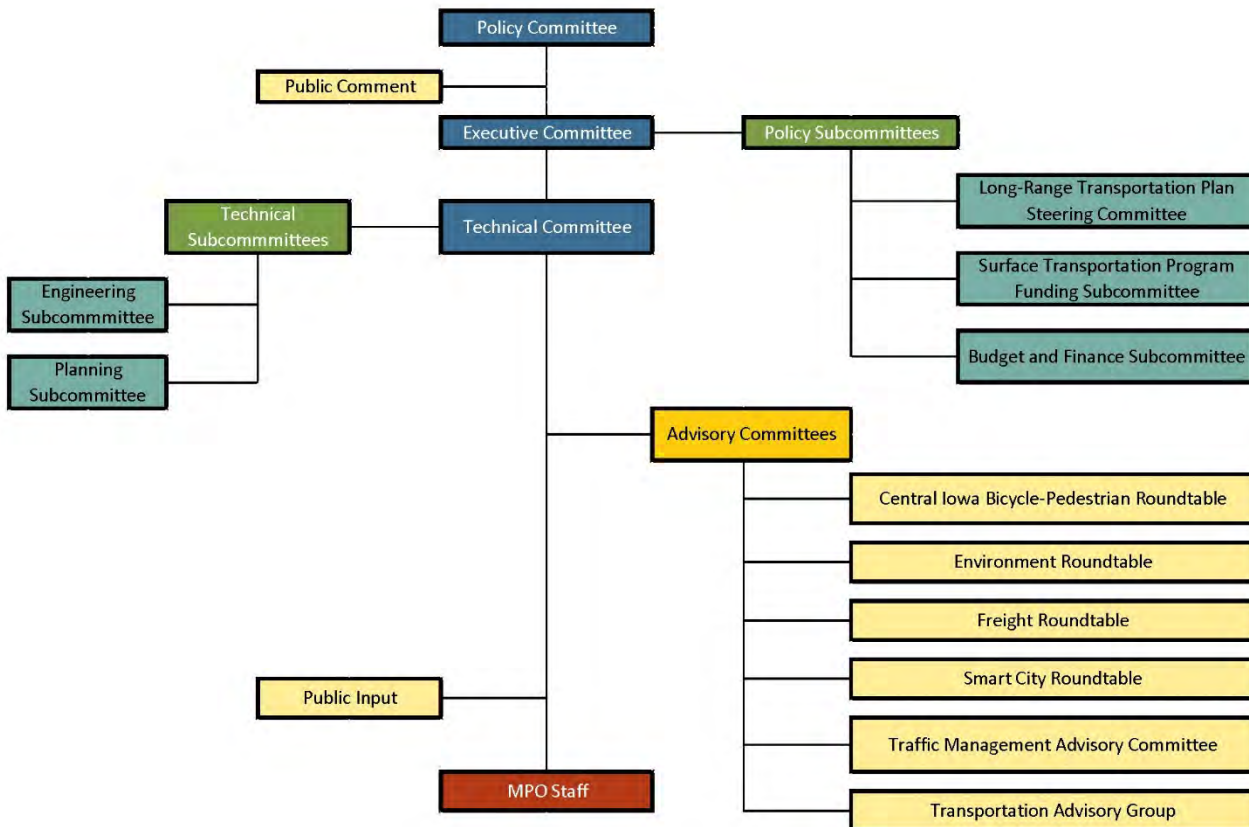 Policy Committee
Public Comment
Executive Committee
Policy Subcommittees
Long-Range Transportation Plan
Steering Committee
Technical
Subcommmittees
Technical Committee
Surface Transportation Program
Funding Subcommittee
Engineering
Subcommmittee
Budget and Finance Subcommittee
Planning
Subcommittee
Advisory Committees
Central Iowa Bicycle-Pedestrian Roundtable
Environment Roundtable
Freight Roundtable
Smart City Roundtable
Public Input
Traffic Management Advisory Committee
MPO Staff
Transportation Advisory Group